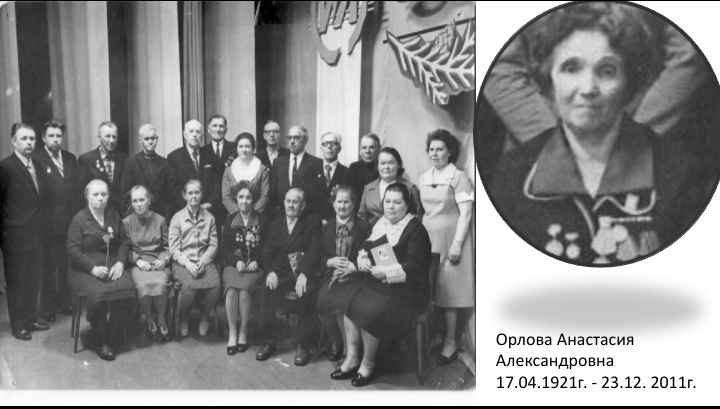 Орлова Анастасия
Александровна
17.04.1921г. - 23.12. 2011г.